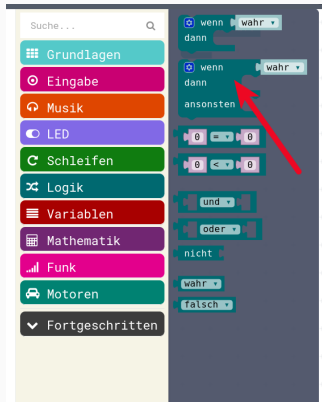 Suche...
Grundlagen
Eingabe
Musik
LED
Schleifen
Logik
Variablen
Mathematik
Funk
Motoren
Fortgeschritten
wenn wahr
dann
wenn wahr
dann
ansonsten
0 = 0
0 < 0
und
oder
nicht
wahr
falsch